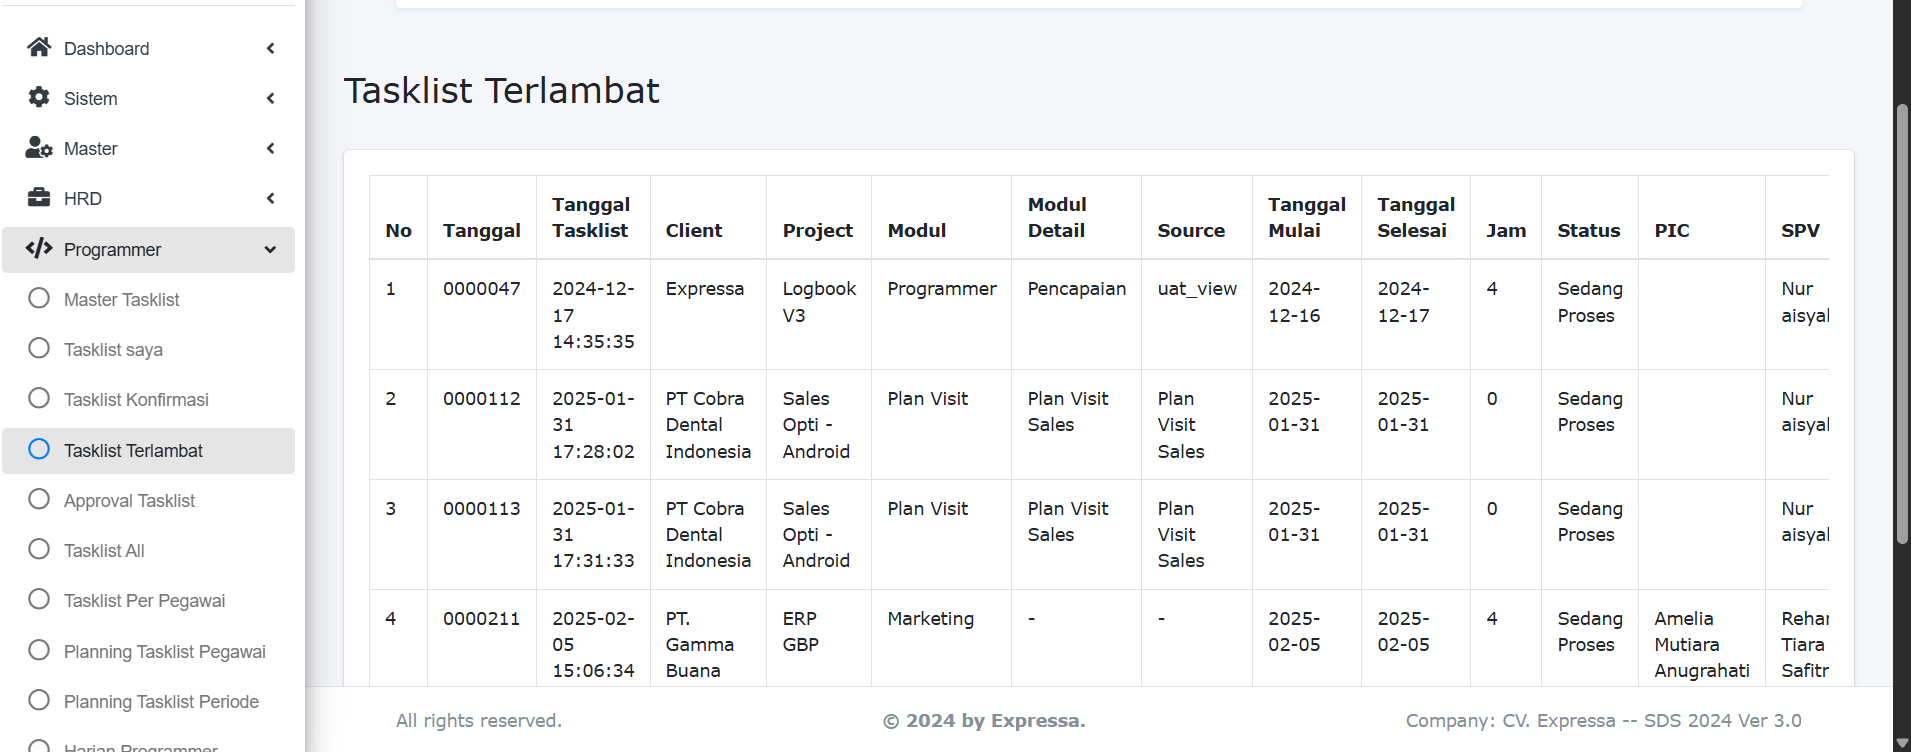 Dashboard
Sistem
Master
HRD
Programmer
Master Tasklist
Tasklist saya
Tasklist Konfirmasi
Tasklist Terlambat
Approval Tasklist
Tasklist All
Tasklist Per Pegawai
Planning Tasklist Pegawai
Planning Tasklist Periode
Harian Programmer
Tasklist Terlambat
No Tanggal Tanggal Tasklist Client Project Modul Modul Detail Source Tanggal Mulai Tanggal Selesai Jam Status PIC SPV
1 0000047 2024-12-17 14:35:35 Expressa Logbook V3 Programmer Pencapaian uat_view 2024-12-16 2024-12-17 4 Sedang Proses Nur aisyal
2 0000112 2025-01-31 17:28:02 PT Cobra Dental Indonesia Sales Opti - Android Plan Visit Plan Visit Sales Plan Visit Sales 2025-01-31 2025-01-31 0 Sedang Proses Nur aisyal
3 0000113 2025-01-31 17:31:33 PT Cobra Dental Indonesia Sales Opti - Android Plan Visit Plan Visit Sales Plan Visit Sales 2025-01-31 2025-01-31 0 Sedang Proses Nur aisyal
4 0000211 2025-02-05 15:06:34 PT. Gamma Buana ERP GBP Marketing - - 2025-02-05 2025-02-05 4 Sedang Proses Amelia Mutiara Anugrahati Rehar Tiara Safitr
All rights reserved.
© 2024 by Expressa.
Company: CV. Expressa -- SDS 2024 Ver 3.0